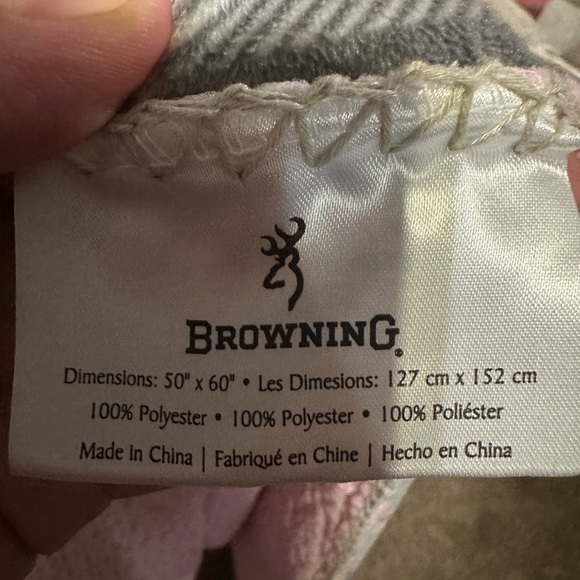 BROWNING®
Dimensions: 50" x 60" • Les Dimesions: 127 cm x 152 cm
100% Polyester • 100% Polyester • 100% Poliéster
Made in China | Fabriqué en Chine | Hecho en China